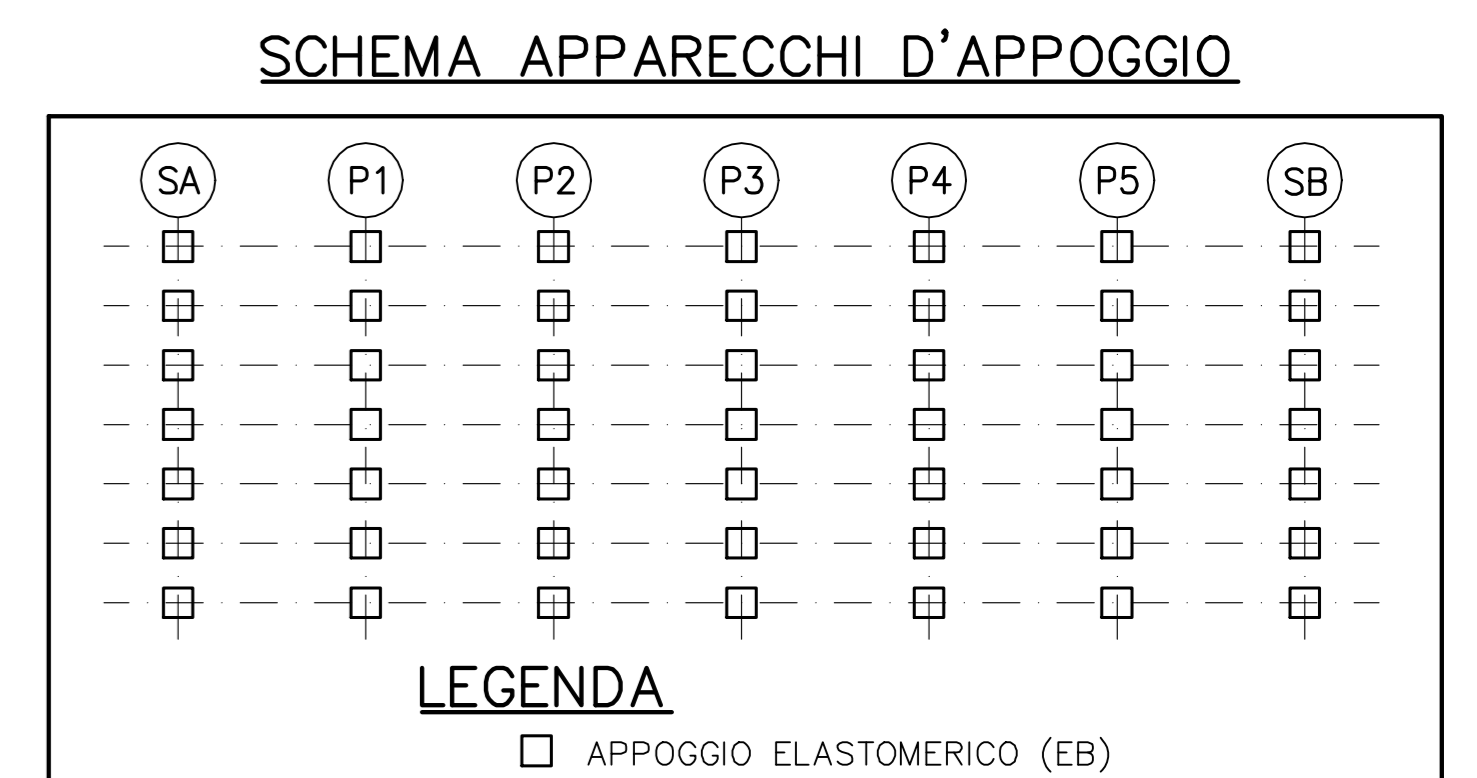 SCHEMA APPARECCHI D'APPOGGIO
SA P1 P2 P3 P4 P5 SB
LEGENDA
APPOGGIO ELASTOMERICO (EB)